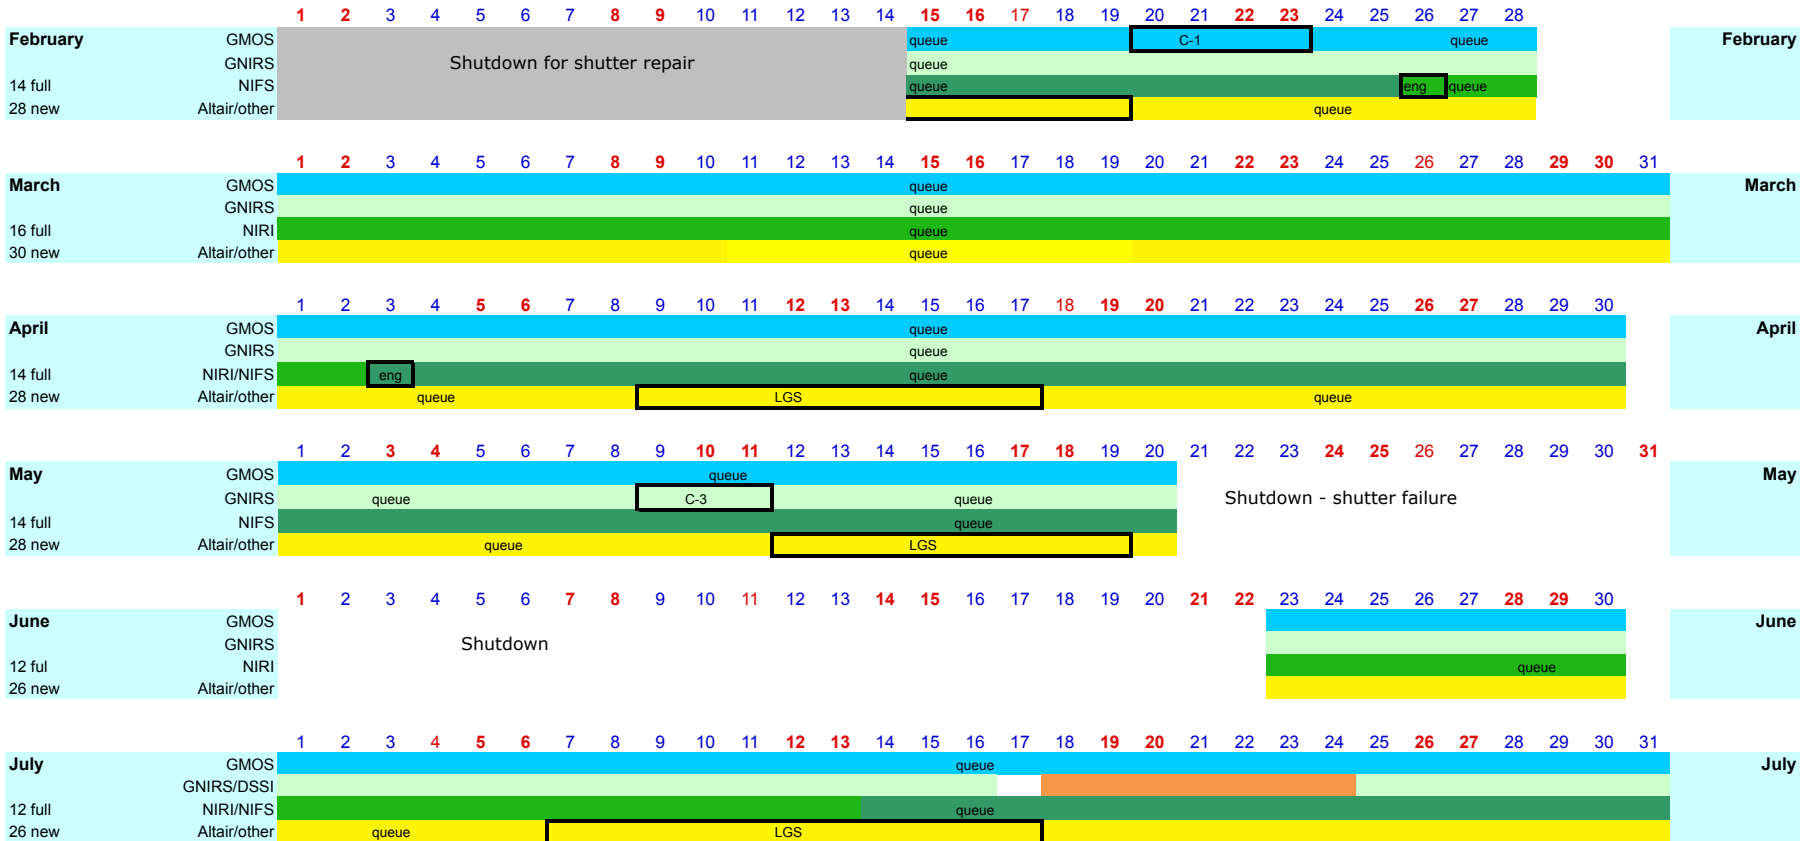 1 2 3 4 5 6 7 8 9 10 11 12 13 14 15 16 17 18 19 20 21 22 23 24 25 26 27 28
February GMOS queue C-1 queue February
GNIRS Shutdown for shutter repair queue
14 full NIFS queue eng queue
28 new Altair/other queue
1 2 3 4 5 6 7 8 9 10 11 12 13 14 15 16 17 18 19 20 21 22 23 24 25 26 27 28 29 30 31
March GMOS queue March
GNIRS queue
16 full NIRI queue
30 new Altair/other queue
1 2 3 4 5 6 7 8 9 10 11 12 13 14 15 16 17 18 19 20 21 22 23 24 25 26 27 28 29 30
April GMOS queue April
GNIRS queue
14 full NIRI/NIFS eng queue
28 new Altair/other queue LGS queue
1 2 3 4 5 6 7 8 9 10 11 12 13 14 15 16 17 18 19 20 21 22 23 24 25 26 27 28 29 30 31
May GMOS queue May
GNIRS queue C-3 queue Shutdown - shutter failure
14 full NIFS queue
28 new Altair/other queue LGS
1 2 3 4 5 6 7 8 9 10 11 12 13 14 15 16 17 18 19 20 21 22 23 24 25 26 27 28 29 30
June GMOS June
GNIRS Shutdown
12 ful NIRI queue
26 new Altair/other
1 2 3 4 5 6 7 8 9 10 11 12 13 14 15 16 17 18 19 20 21 22 23 24 25 26 27 28 29 30 31
July GMOS queue July
GNIRS/DSSI
12 full NIRI/NIFS queue
26 new Altair/other queue LGS